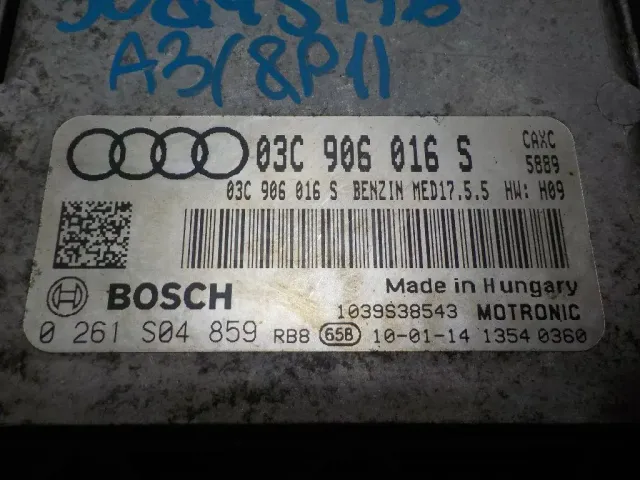 A3(8P1)
03C 906 016 S CAXC
5889
03C 906 016 S BENZIN MED17.5.5 HW: H09
Made in Hungary
BOSCH
1039S38543 MOTRONIC
0 261 S04 859 RB8 65B 10-01-14 1354 0360